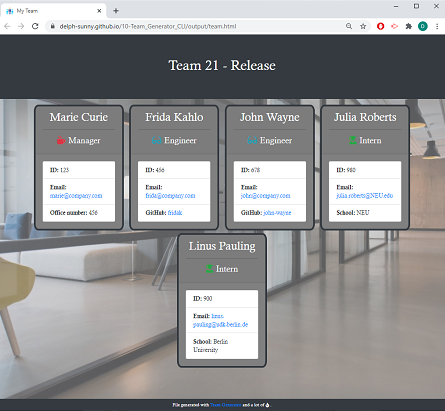 My Team
delph-sunny.github.io/10-Team_Generator_CLI/output/team.html
D
Team 21 - Release
Marie Curie
Manager
ID: 123
Email:
marie@company.com
Office number: 456
Frida Kahlo
Engineer
ID: 456
Email:
frida@company.com
GitHub: fridak
John Wayne
Engineer
ID: 678
Email:
john@company.com
GitHub: john-wayne
Julia Roberts
Intern
ID: 980
Email:
julia.roberts@NEU.edu
School: NEU
Linus Pauling
Intern
ID: 900
Email: linus-
pauling@udk-berlin.de
School: Berlin
University
File generated with Team Generator and a lot of